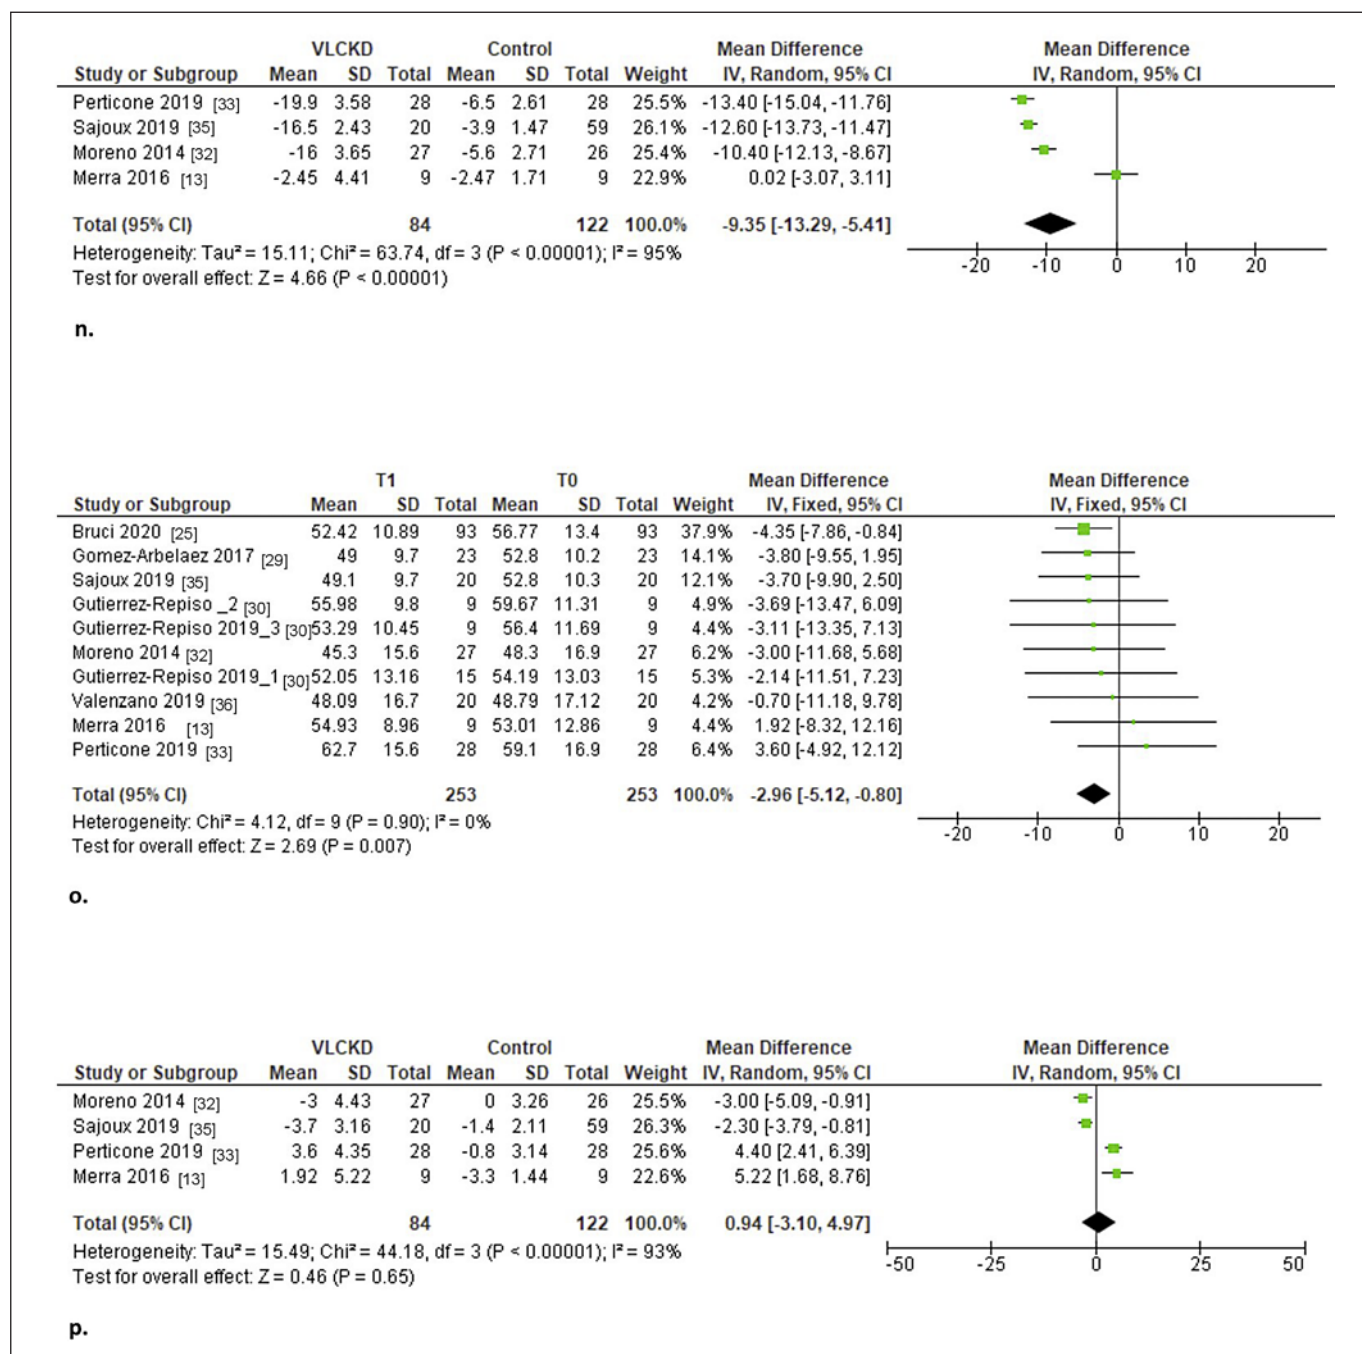 VLCKD Control Mean Difference Mean Difference
Study or Subgroup Mean SD Total Mean SD Total Weight IV, Random, 95% CI IV, Random, 95% CI
Perticone 2019 [33] -19.9 3.58 28 -6.5 2.61 28 25.5% -13.40 [-15.04, -11.76]
Sajoux 2019 [35] -16.5 2.43 20 -3.9 1.47 59 26.1% -12.60 [-13.73, -11.47]
Moreno 2014 [32] -16 3.65 27 -5.6 2.71 26 25.4% -10.40 [-12.13, -8.67]
Merra 2016 [13] -2.45 4.41 9 -2.47 1.71 9 22.9% 0.02 [-3.07, 3.11]
Total (95% CI) 84 122 100.0% -9.35 [-13.29, -5.41]
Heterogeneity: Tau² = 15.11; Chi² = 63.74, df = 3 (P < 0.00001); I² = 95%
Test for overall effect: Z = 4.66 (P < 0.00001)
-20 -10 0 10 20
n.
T1 T0 Mean Difference Mean Difference
Study or Subgroup Mean SD Total Mean SD Total Weight IV, Fixed, 95% CI IV, Fixed, 95% CI
Bruci 2020 [25] 52.42 10.89 93 56.77 13.4 93 37.9% -4.35 [-7.86, -0.84]
Gomez-Arbelaez 2017 [29] 49 9.7 23 52.8 10.2 23 14.1% -3.80 [-9.55, 1.95]
Sajoux 2019 [35] 49.1 9.7 20 52.8 10.3 20 12.1% -3.70 [-9.90, 2.50]
Gutierrez-Repiso _2 [30] 55.98 9.8 9 59.67 11.31 9 4.9% -3.69 [-13.47, 6.09]
Gutierrez-Repiso 2019_3 [30] 53.29 10.45 9 56.4 11.69 9 4.4% -3.11 [-13.35, 7.13]
Moreno 2014 [32] 45.3 15.6 27 48.3 16.9 27 6.2% -3.00 [-11.68, 5.68]
Gutierrez-Repiso 2019_1 [30] 52.05 13.16 15 54.19 13.03 15 5.3% -2.14 [-11.51, 7.23]
Valenzano 2019 [36] 48.09 16.7 20 48.79 17.12 20 4.2% -0.70 [-11.18, 9.78]
Merra 2016 [13] 54.93 8.96 9 53.01 12.86 9 4.4% 1.92 [-8.32, 12.16]
Perticone 2019 [33] 62.7 15.6 28 59.1 16.9 28 6.4% 3.60 [-4.92, 12.12]
Total (95% CI) 253 253 100.0% -2.96 [-5.12, -0.80]
Heterogeneity: Chi² = 4.12, df = 9 (P = 0.90); I² = 0%
Test for overall effect: Z = 2.69 (P = 0.007)
-20 -10 0 10 20
o.
VLCKD Control Mean Difference Mean Difference
Study or Subgroup Mean SD Total Mean SD Total Weight IV, Random, 95% CI IV, Random, 95% CI
Moreno 2014 [32] -3 4.43 27 0 3.26 26 25.5% -3.00 [-5.09, -0.91]
Sajoux 2019 [35] -3.7 3.16 20 -1.4 2.11 59 26.3% -2.30 [-3.79, -0.81]
Perticone 2019 [33] 3.6 4.35 28 -0.8 3.14 28 25.6% 4.40 [2.41, 6.39]
Merra 2016 [13] 1.92 5.22 9 -3.3 1.44 9 22.6% 5.22 [1.68, 8.76]
Total (95% CI) 84 122 100.0% 0.94 [-3.10, 4.97]
Heterogeneity: Tau² = 15.49; Chi² = 44.18, df = 3 (P < 0.00001); I² = 93%
Test for overall effect: Z = 0.46 (P = 0.65)
-50 -25 0 25 50
p.